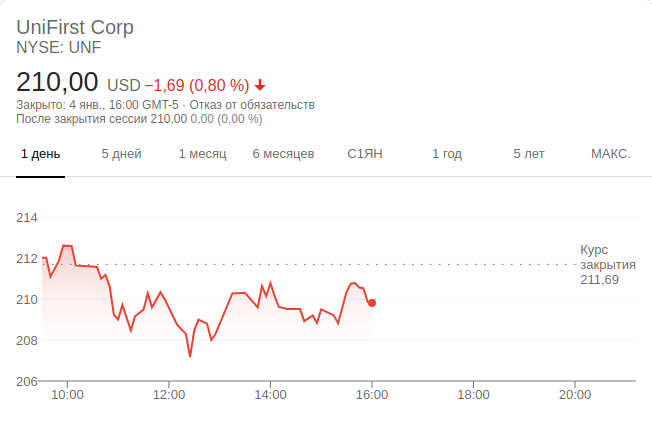 UniFirst Corp
NYSE: UNF
210,00 USD −1,69 (0,80 %)
Закрыто: 4 янв., 16:00 GMT-5 · Отказ от обязательств
После закрытия сессии 210,00 0,00 (0,00 %)
1 день 5 дней 1 месяц 6 месяцев С1ЯН 1 год 5 лет МАКС.
214
212
210
208
206
Курс
закрытия
211,69
10:00 12:00 14:00 16:00 18:00 20:00